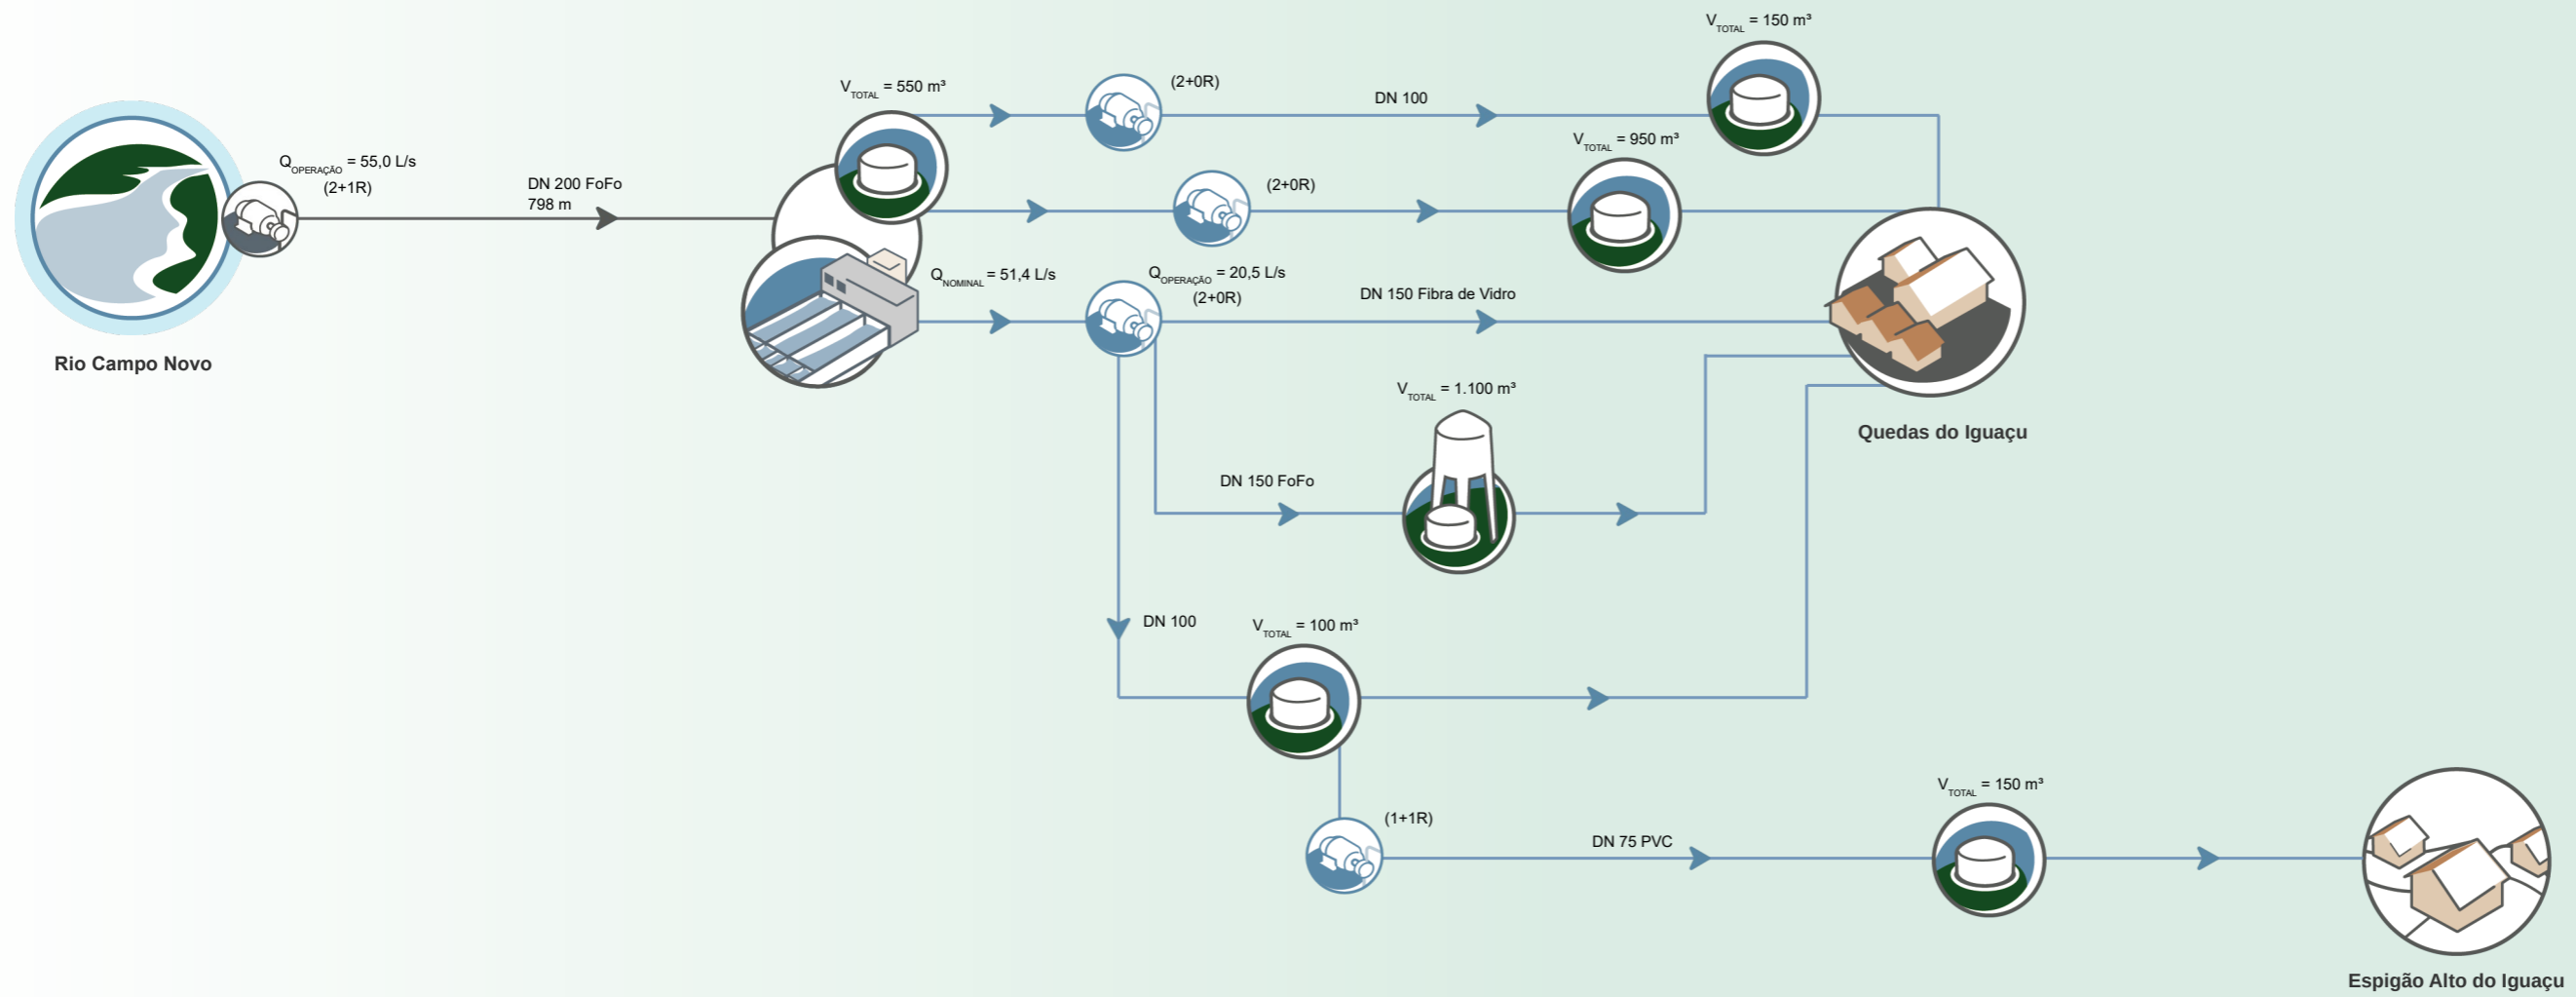 V TOTAL = 150 m³
V TOTAL = 550 m³
(2+0R)
DN 100
V TOTAL = 950 m³
Q OPERAÇÃO = 55,0 L/s
(2+1R)
DN 200 FoFo
798 m
(2+0R)
Q NOMINAL = 51,4 L/s
Q OPERAÇÃO = 20,5 L/s
(2+0R)
DN 150 Fibra de Vidro
Rio Campo Novo
V TOTAL = 1.100 m³
Quedas do Iguaçu
DN 150 FoFo
DN 100
V TOTAL = 100 m³
V TOTAL = 150 m³
(1+1R)
DN 75 PVC
Espigão Alto do Iguaçu